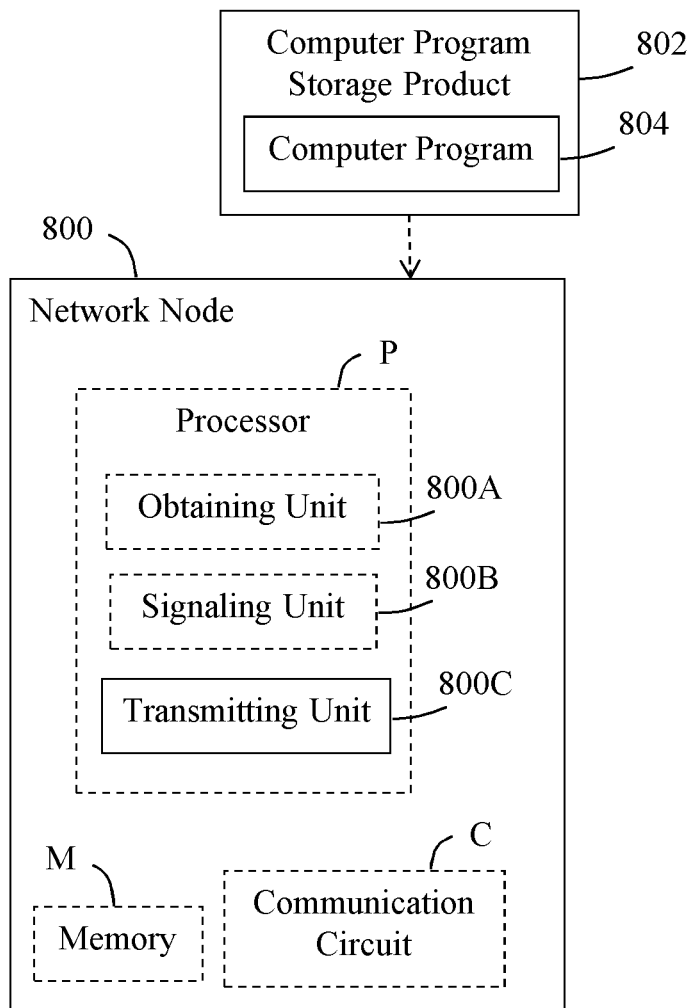 Computer Program
Storage Product
802
Computer Program
804
800
Network Node
P
Processor
Obtaining Unit
800A
Signaling Unit
800B
Transmitting Unit
800C
M
Memory
C
Communication
Circuit